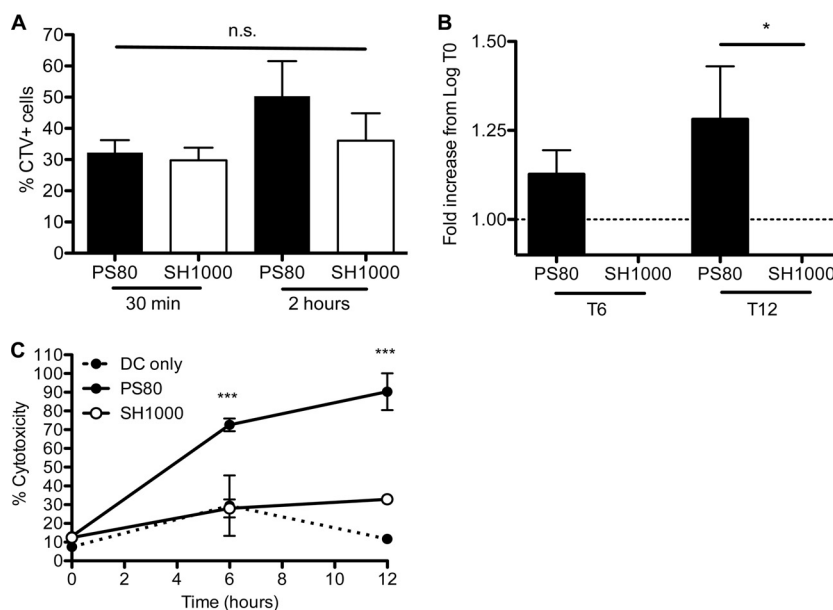 A
n.s.
% CTV+ cells
70
60
50
40
30
20
10
0
PS80 SH1000 PS80 SH1000
30 min 2 hours
B
*
Fold increase from Log T0
1.50
1.25
1.00
PS80 SH1000 PS80 SH1000
T6 T12
C
DC only
PS80
SH1000
***
***
% Cytotoxicity
110
100
90
80
70
60
50
40
30
20
10
0
0 2 4 6 8 10 12
Time (hours)